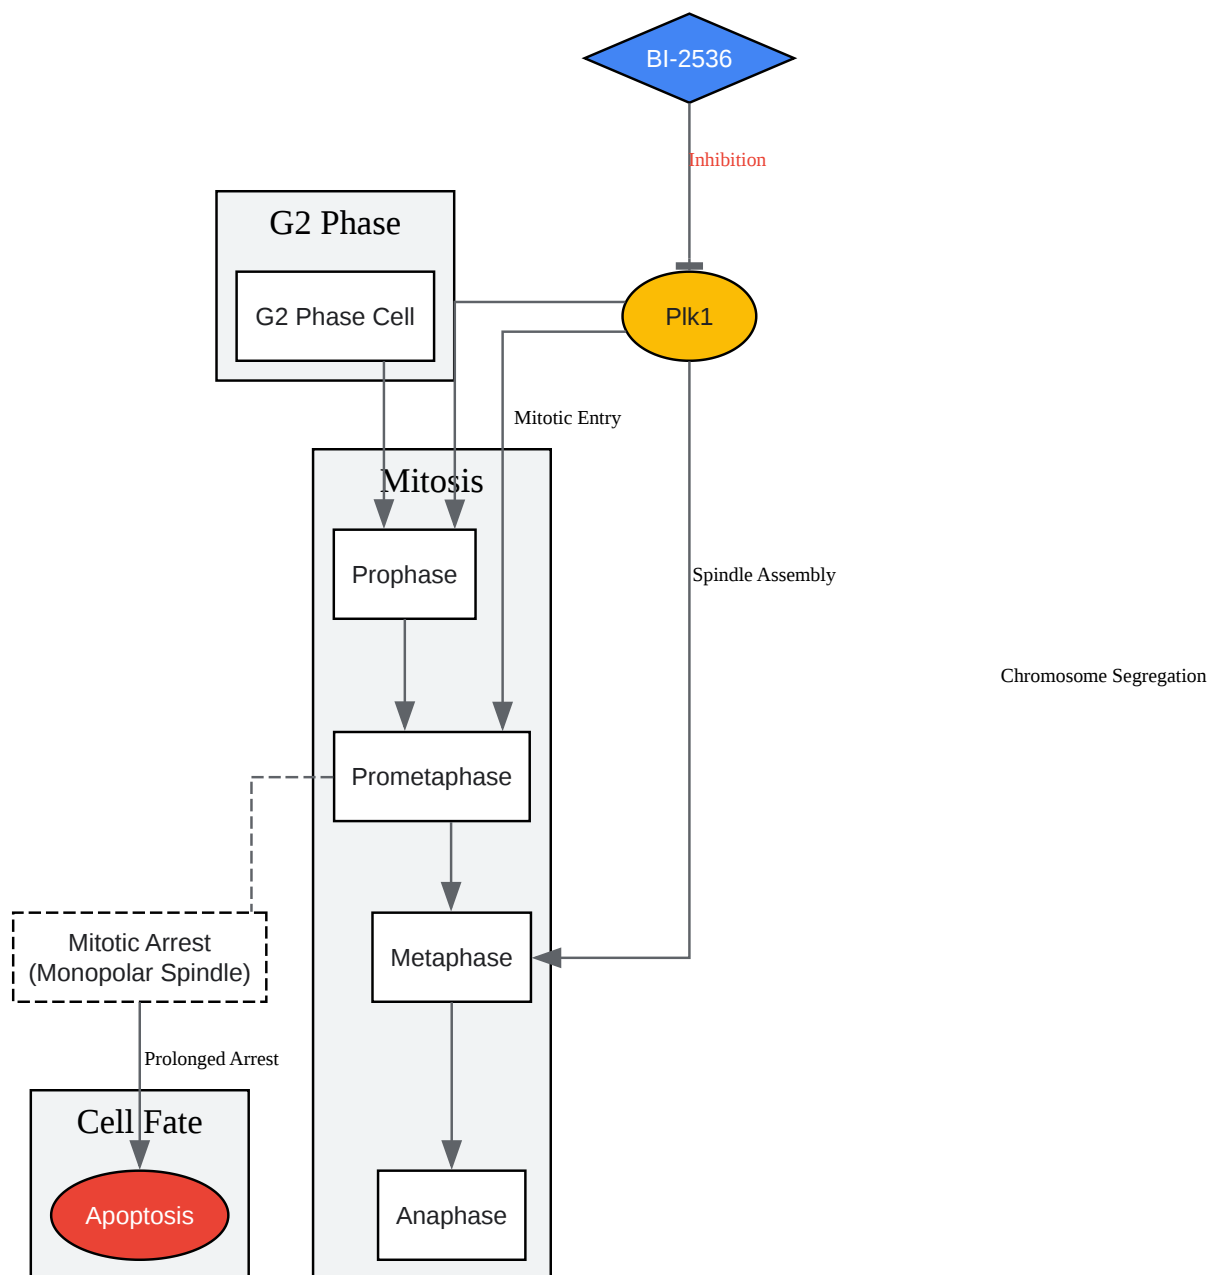 BI-2536
Inhibition
G2 Phase
G2 Phase Cell
Plk1
Mitotic Entry
Mitosis
Prophase
Spindle Assembly
Chromosome Segregation
Prometaphase
Mitotic Arrest
(Monopolar Spindle)
Metaphase
Prolonged Arrest
Cell Fate
Apoptosis
Anaphase